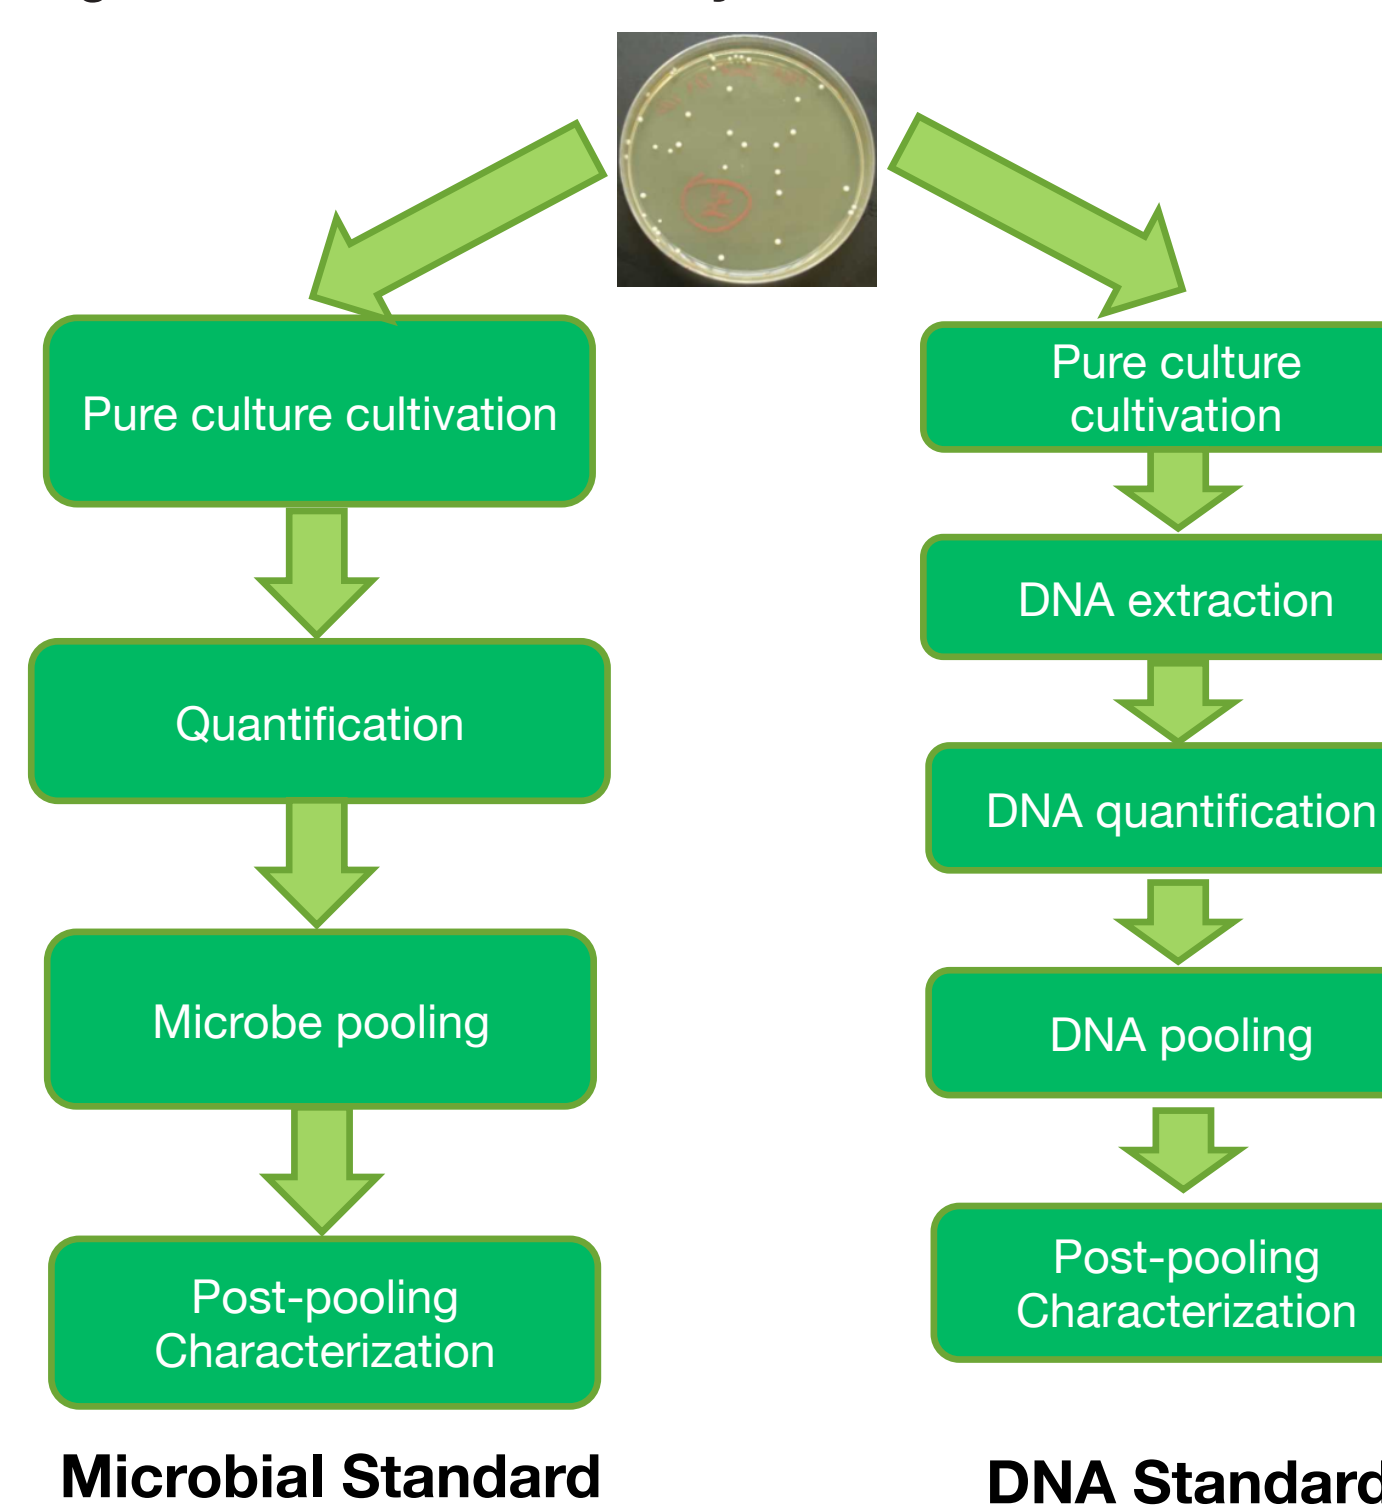 Pure culture cultivation
Quantification
Microbe pooling
Post-pooling
Characterization
Microbial Standard
Pure culture
cultivation
DNA extraction
DNA quantification
DNA pooling
Post-pooling
Characterization
DNA Standard